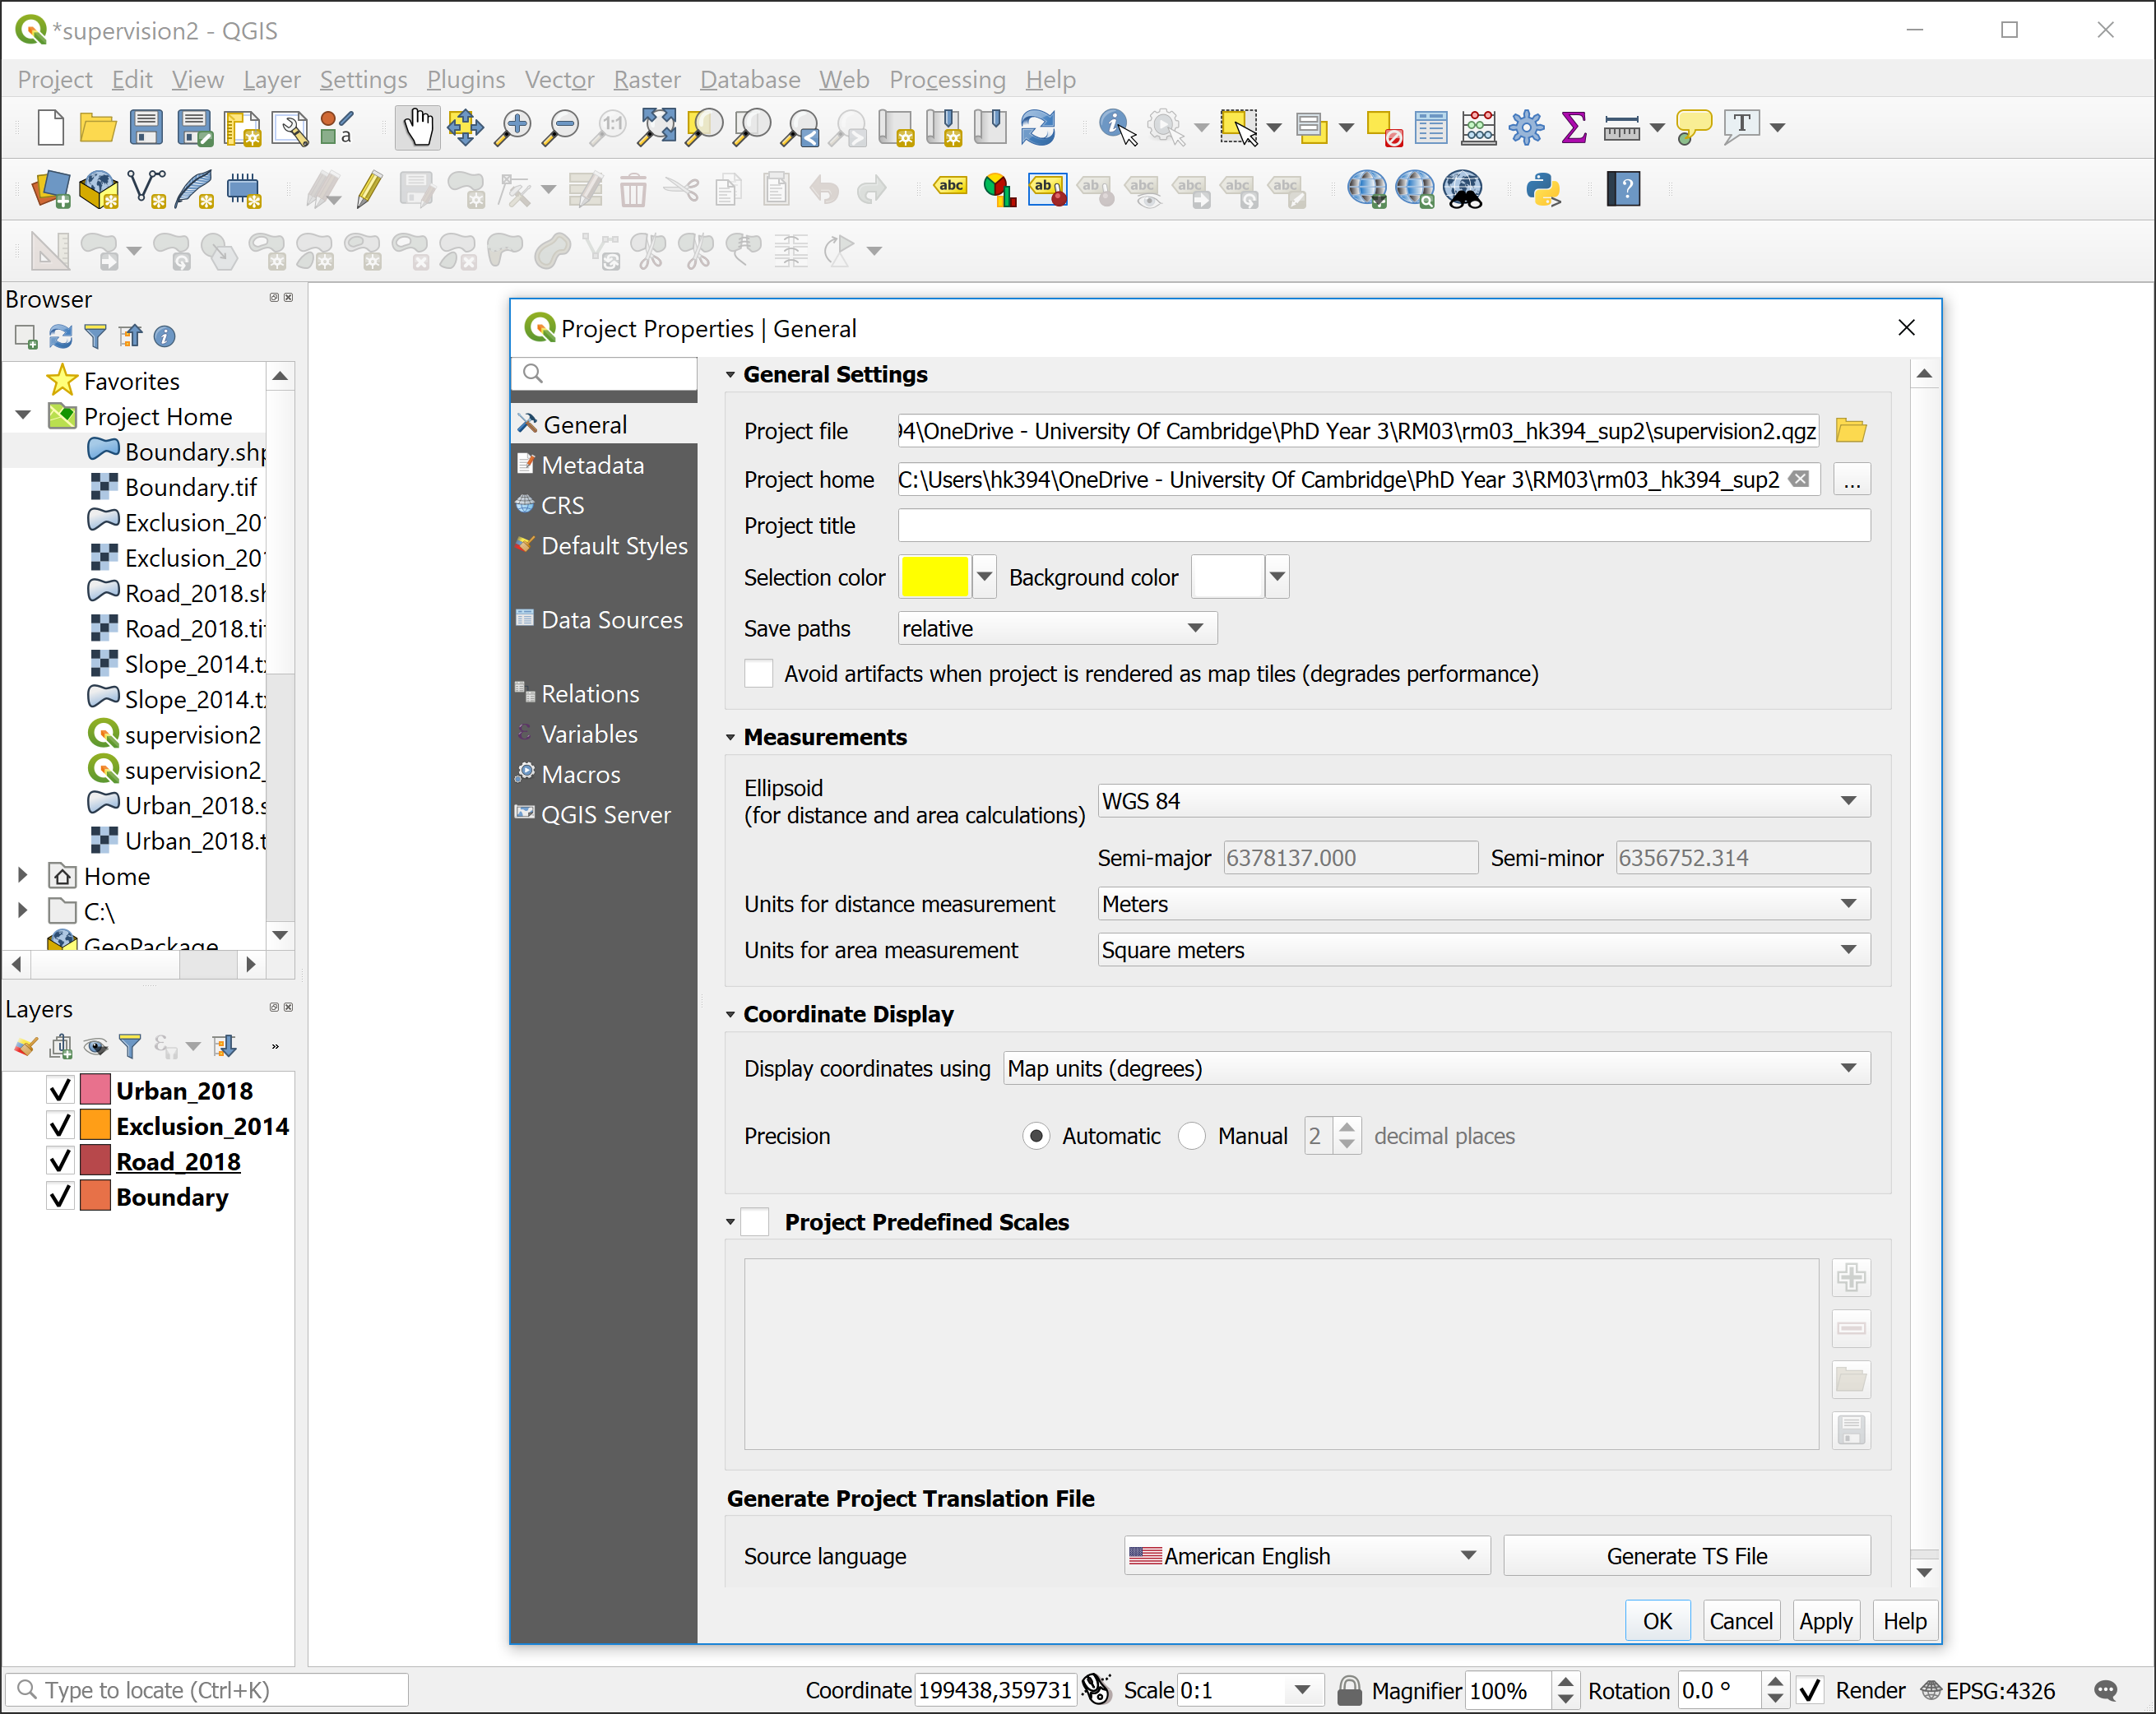 *supervision2 - QGIS
Project Edit View Layer Settings Plugins Vector Raster Database Web Processing Help
Browser
Favorites
Project Home
Boundary.shp
Boundary.tif
Exclusion_201
Exclusion_201
Road_2018.sh
Road_2018.tif
Slope_2014.tx
Slope_2014.tx
supervision2
supervision2_
Urban_2018.s
Urban_2018.t
Home
C:\
GeoPackage
Layers
Urban_2018
Exclusion_2014
Road_2018
Boundary
Project Properties | General
General
Metadata
CRS
Default Styles
Data Sources
Relations
Variables
Macros
QGIS Server
General Settings
Project file 94\OneDrive - University Of Cambridge\PhD Year 3\RM03\rm03_hk394_sup2\supervision2.qgz
Project home C:\Users\hk394\OneDrive - University Of Cambridge\PhD Year 3\RM03\rm03_hk394_sup2 ...
Project title
Selection color Background color
Save paths relative
Avoid artifacts when project is rendered as map tiles (degrades performance)
Measurements
Ellipsoid
(for distance and area calculations) WGS 84
Semi-major 6378137.000 Semi-minor 6356752.314
Units for distance measurement Meters
Units for area measurement Square meters
Coordinate Display
Display coordinates using Map units (degrees)
Precision Automatic Manual 2 decimal places
Project Predefined Scales
Generate Project Translation File
Source language American English Generate TS File
OK Cancel Apply Help
Type to locate (Ctrl+K) Coordinate 199438,359731 Scale 0:1 Magnifier 100% Rotation 0.0 ° Render EPSG:4326